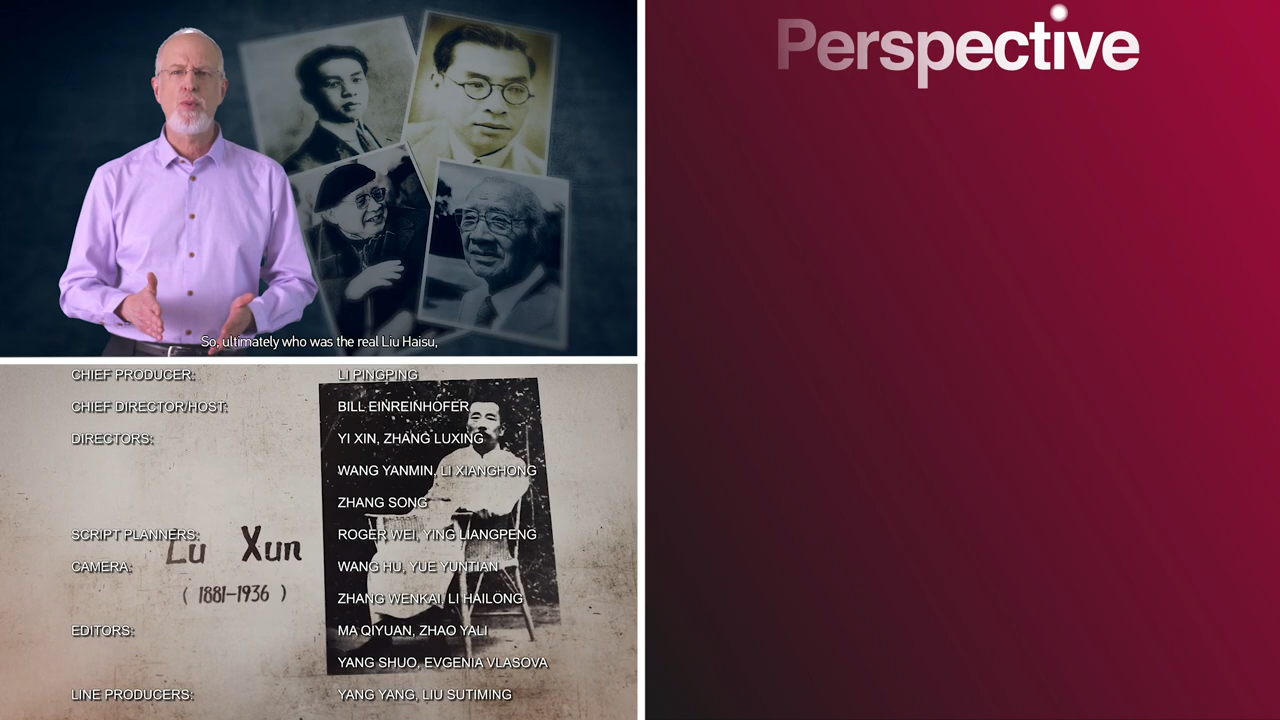 So, ultimately who was the real Liu Haisu,
Perspective
CHIEF PRODUCER: LI PINGPING
CHIEF DIRECTOR/HOST: BILL EINREINHOFER
DIRECTORS: YI XIN, ZHANG LUXING
WANG YANMIN, LI XIANGHONG
ZHANG SONG
SCRIPT PLANNERS: ROGER WEI, YING LIANGPENG
Lu Xun
CAMERA: WANG HU, YUE YUNTIAN
(1881-1936)
ZHANG WENKAI, LI HAILONG
EDITORS: MA QIYUAN, ZHAO YALI
YANG SHUO, EVGENIA VLASOVA
LINE PRODUCERS: YANG YANG, LIU SUTIMING